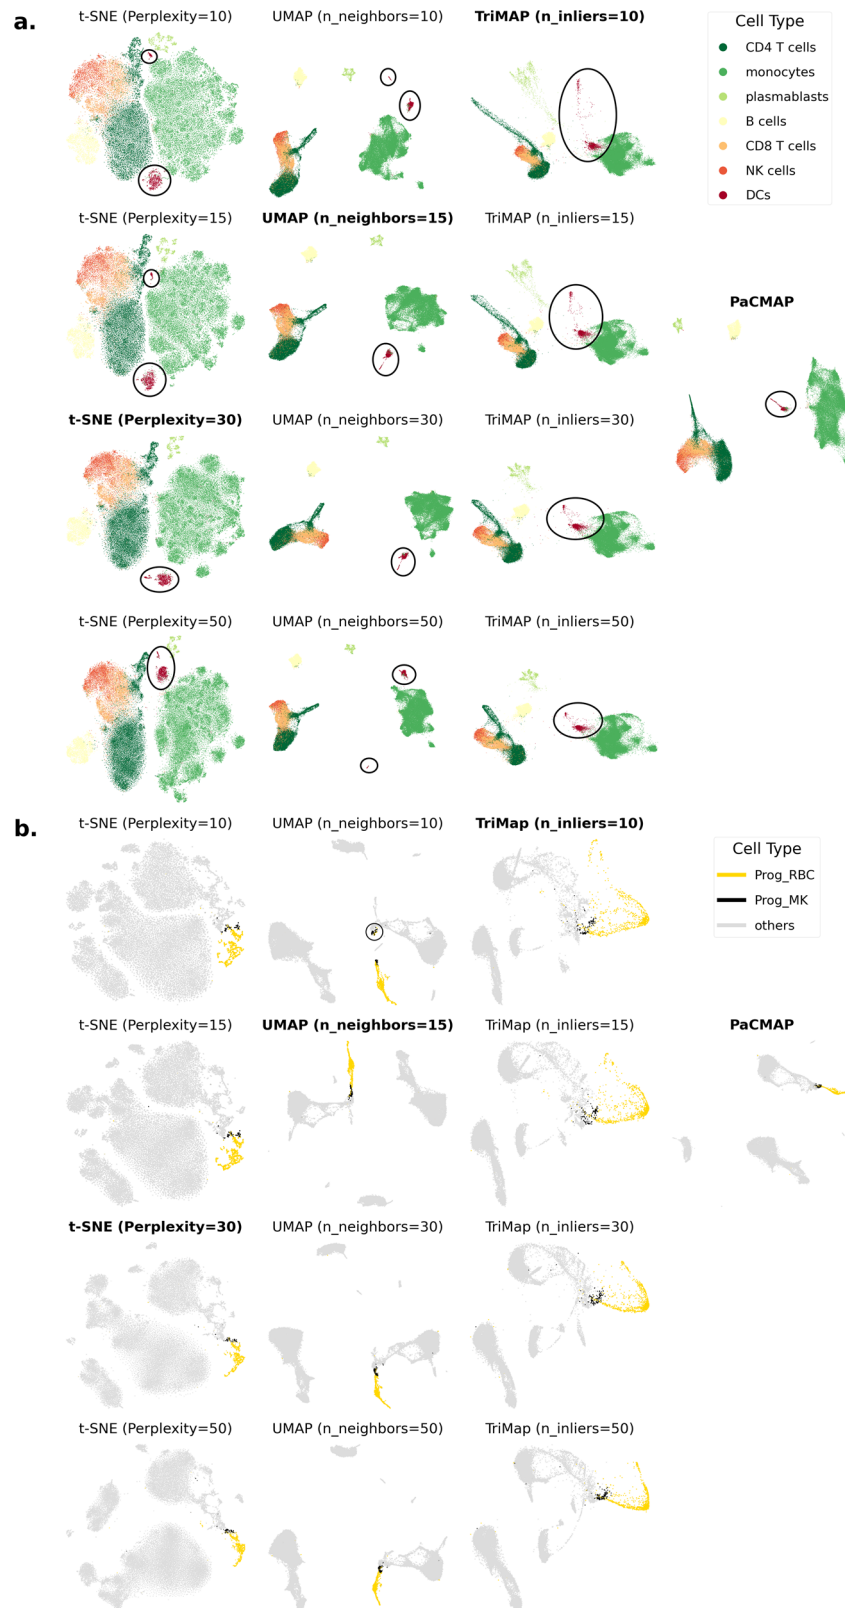 a.
t-SNE (Perplexity=10)
UMAP (n_neighbors=10)
TriMAP (n_inliers=10)
Cell Type
CD4 T cells
monocytes
plasmablasts
B cells
CD8 T cells
NK cells
DCs
t-SNE (Perplexity=15)
UMAP (n_neighbors=15)
TriMAP (n_inliers=15)
PaCMAP
t-SNE (Perplexity=30)
UMAP (n_neighbors=30)
TriMAP (n_inliers=30)
t-SNE (Perplexity=50)
UMAP (n_neighbors=50)
TriMAP (n_inliers=50)
b.
t-SNE (Perplexity=10)
UMAP (n_neighbors=10)
TriMap (n_inliers=10)
Cell Type
Prog_RBC
Prog_MK
others
t-SNE (Perplexity=15)
UMAP (n_neighbors=15)
TriMap (n_inliers=15)
PaCMAP
t-SNE (Perplexity=30)
UMAP (n_neighbors=30)
TriMap (n_inliers=30)
t-SNE (Perplexity=50)
UMAP (n_neighbors=50)
TriMap (n_inliers=50)